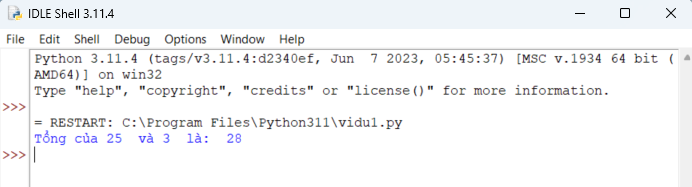 IDLE Shell 3.11.4
File Edit Shell Debug Options Window Help
Python 3.11.4 (tags/v3.11.4:d2340ef, Jun  7 2023, 05:45:37) [MSC v.1934 64 bit (
AMD64)] on win32
Type "help", "copyright", "credits" or "license()" for more information.
>>>
= RESTART: C:\Program Files\Python311\vidu1.py
Tổng của 25  và 3  là:  28
>>>